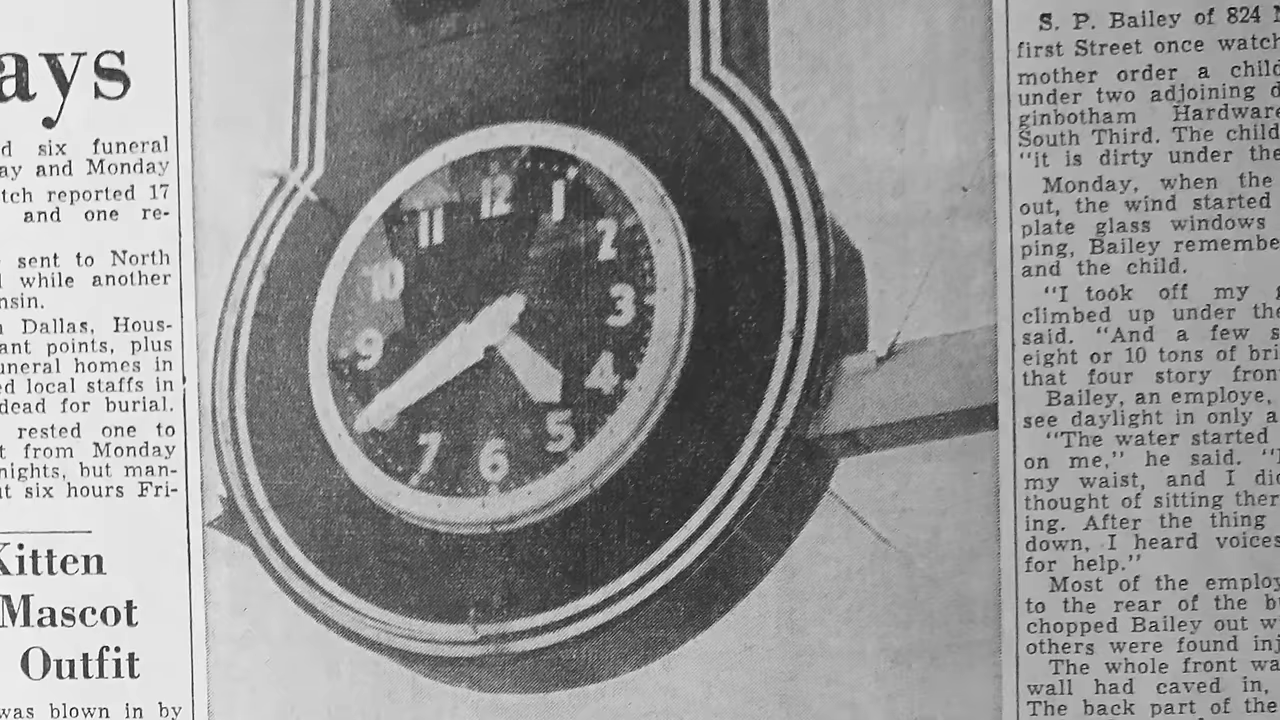 ays
d six funeral
ay and Monday
tch reported 17
and one re-
sent to North
while another
nsin.
Dallas, Hous-
ant points, plus
uneral homes in
ed local staffs in
dead for burial.
rested one to
t from Monday
nights, but man-
ut six hours Fri-
Kitten
Mascot
Outfit
was blown in by
12
1
2
3
4
5
6
7
9
10
11
S. P. Bailey of 824
first Street once watch
mother order a child
under two adjoining d
ginbotham Hardware
South Third. The child
"it is dirty under the
Monday, when the
out, the wind started
plate glass windows
ping, Bailey remembe
and the child.
"I took off my
climbed up under the
said. "And a few s
eight or 10 tons of bri
that four story fron
Bailey, an employe,
see daylight in only a
"The water started
on me," he said. "I
my waist, and I did
thought of sitting ther
ing. After the thing
down, I heard voices
for help."
Most of the employ
to the rear of the b
chopped Bailey out w
others were found inj
The whole front wa
wall had caved in,
The back part of the